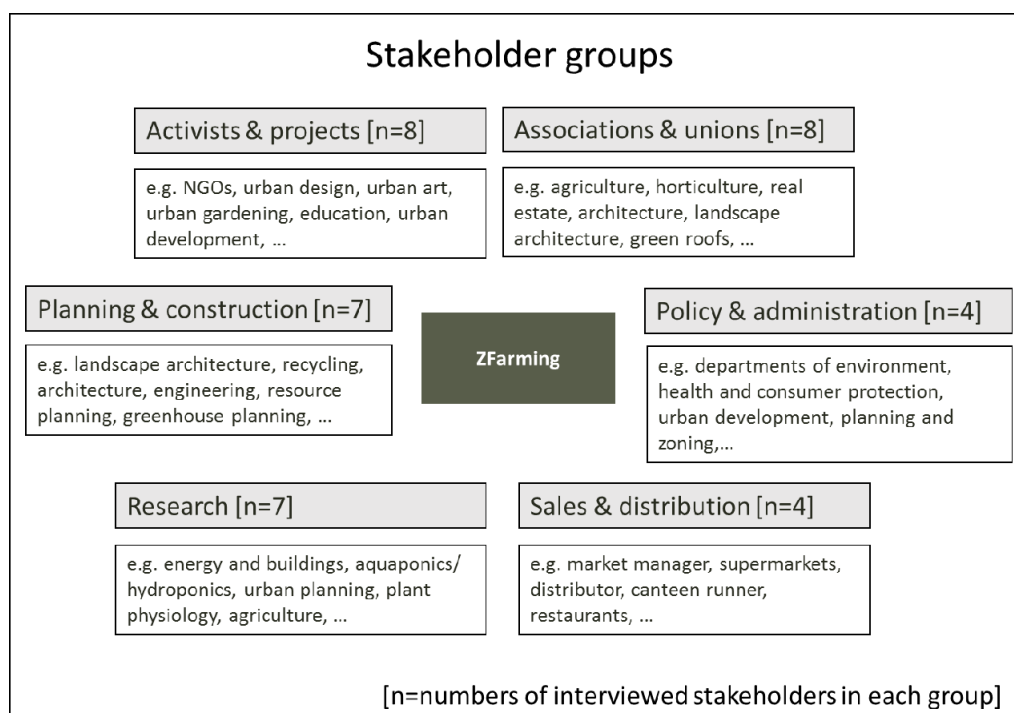 Stakeholder groups
Activists & projects [n=8]
e.g. NGOs, urban design, urban art,
urban gardening, education, urban
development, ...
Associations & unions [n=8]
e.g. agriculture, horticulture, real
estate, architecture, landscape
architecture, green roofs, ...
Planning & construction [n=7]
e.g. landscape architecture, recycling,
architecture, engineering, resource
planning, greenhouse planning, ...
ZFarming
Policy & administration [n=4]
e.g. departments of environment,
health and consumer protection,
urban development, planning and
zoning,...
Research [n=7]
e.g. energy and buildings, aquaponics/
hydroponics, urban planning, plant
physiology, agriculture, ...
Sales & distribution [n=4]
e.g. market manager, supermarkets,
distributor, canteen runner,
restaurants, ...
[n=numbers of interviewed stakeholders in each group]